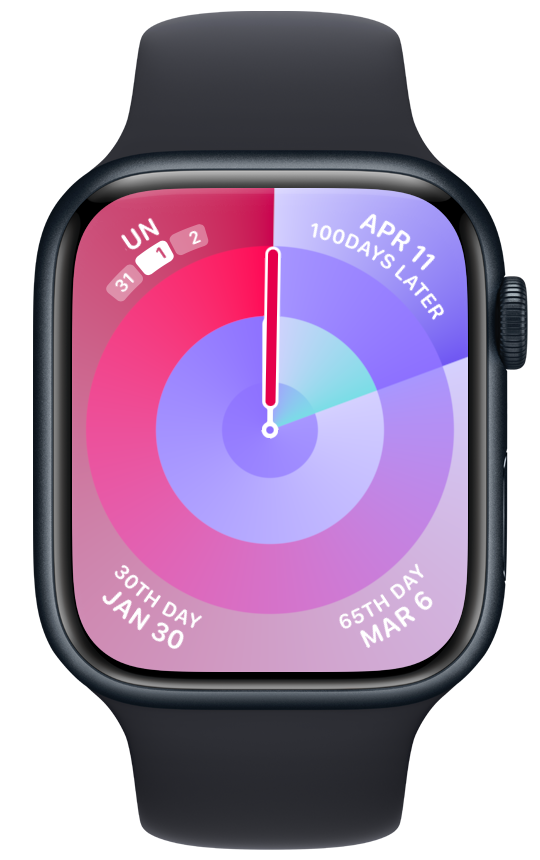 UN
31 1 2
APR 11
100DAYS LATER
30TH DAY
JAN 30
65TH DAY
MAR 6